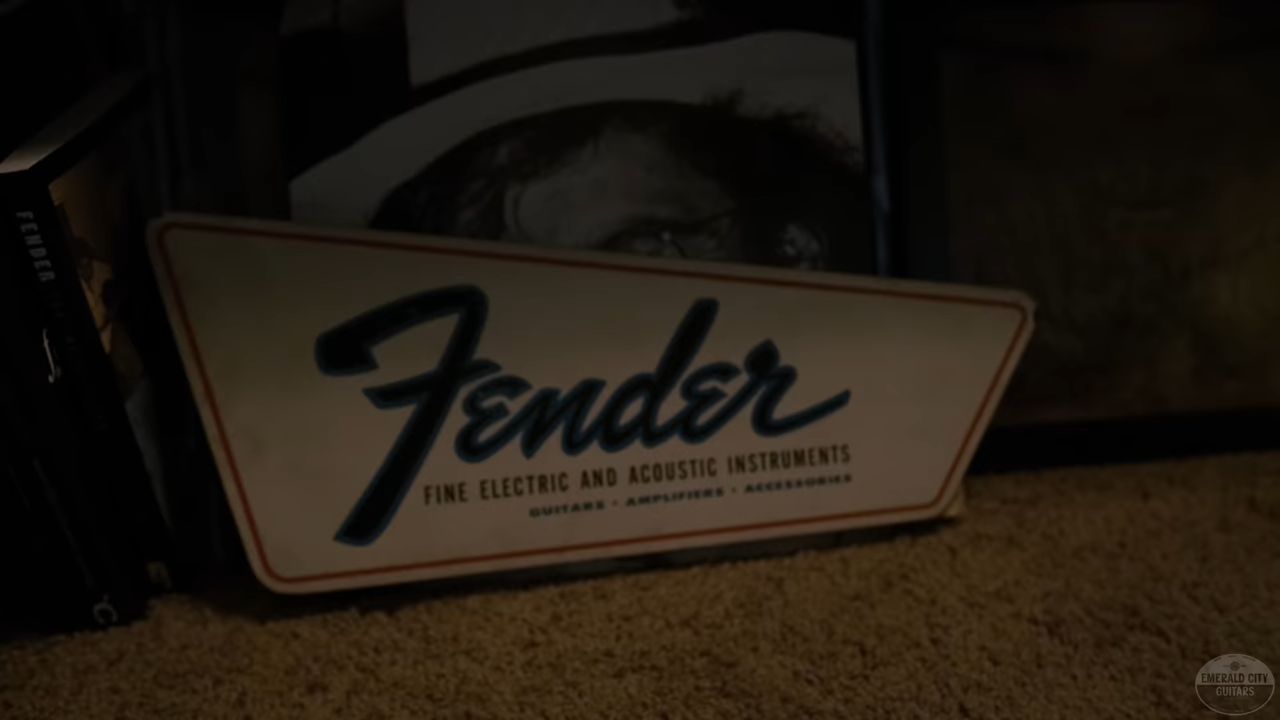 FENDER
Fender
FINE ELECTRIC AND ACOUSTIC INSTRUMENTS
GUITARS • AMPLIFIERS • ACCESSORIES
EMERALD CITY
GUITARS